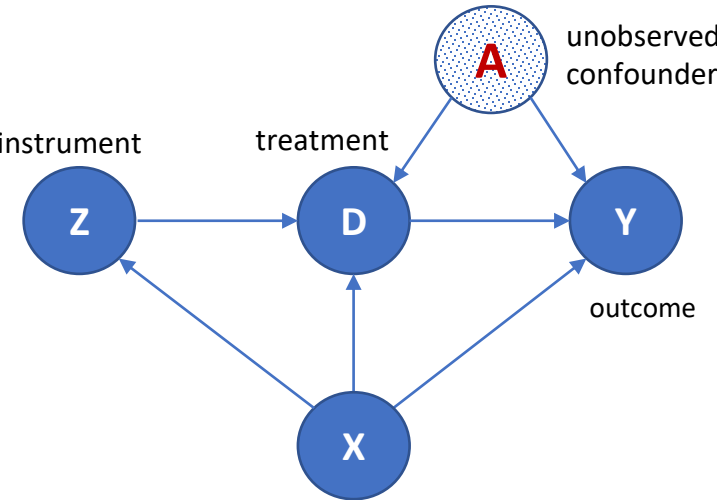 unobserved
confounder
A
instrument
treatment
Z
D
Y
outcome
X